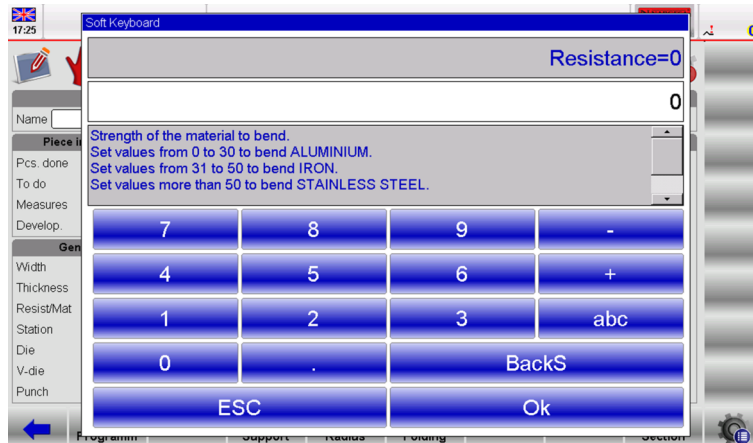 17:25
Soft Keyboard
Resistance=0
0
Strength of the material to bend.
Set values from 0 to 30 to bend ALUMINIUM.
Set values from 31 to 50 to bend IRON.
Set values more than 50 to bend STAINLESS STEEL.
Name
Piece i
Pcs. done
To do
Measures
Develop.
Gen
Width
Thickness
Resist/Mat
Station
Die
V-die
Punch
7 8 9 -
4 5 6 +
1 2 3 abc
0 . BackS
ESC Ok
Programm Support Radius Folding Section